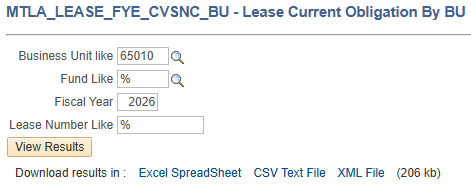 MTLA_LEASE_FYE_CVSNC_BU - Lease Current Obligation By BU
Business Unit like 65010
Fund Like %
Fiscal Year 2026
Lease Number Like %
View Results
Download results in : Excel SpreadSheet CSV Text File XML File (206 kb)